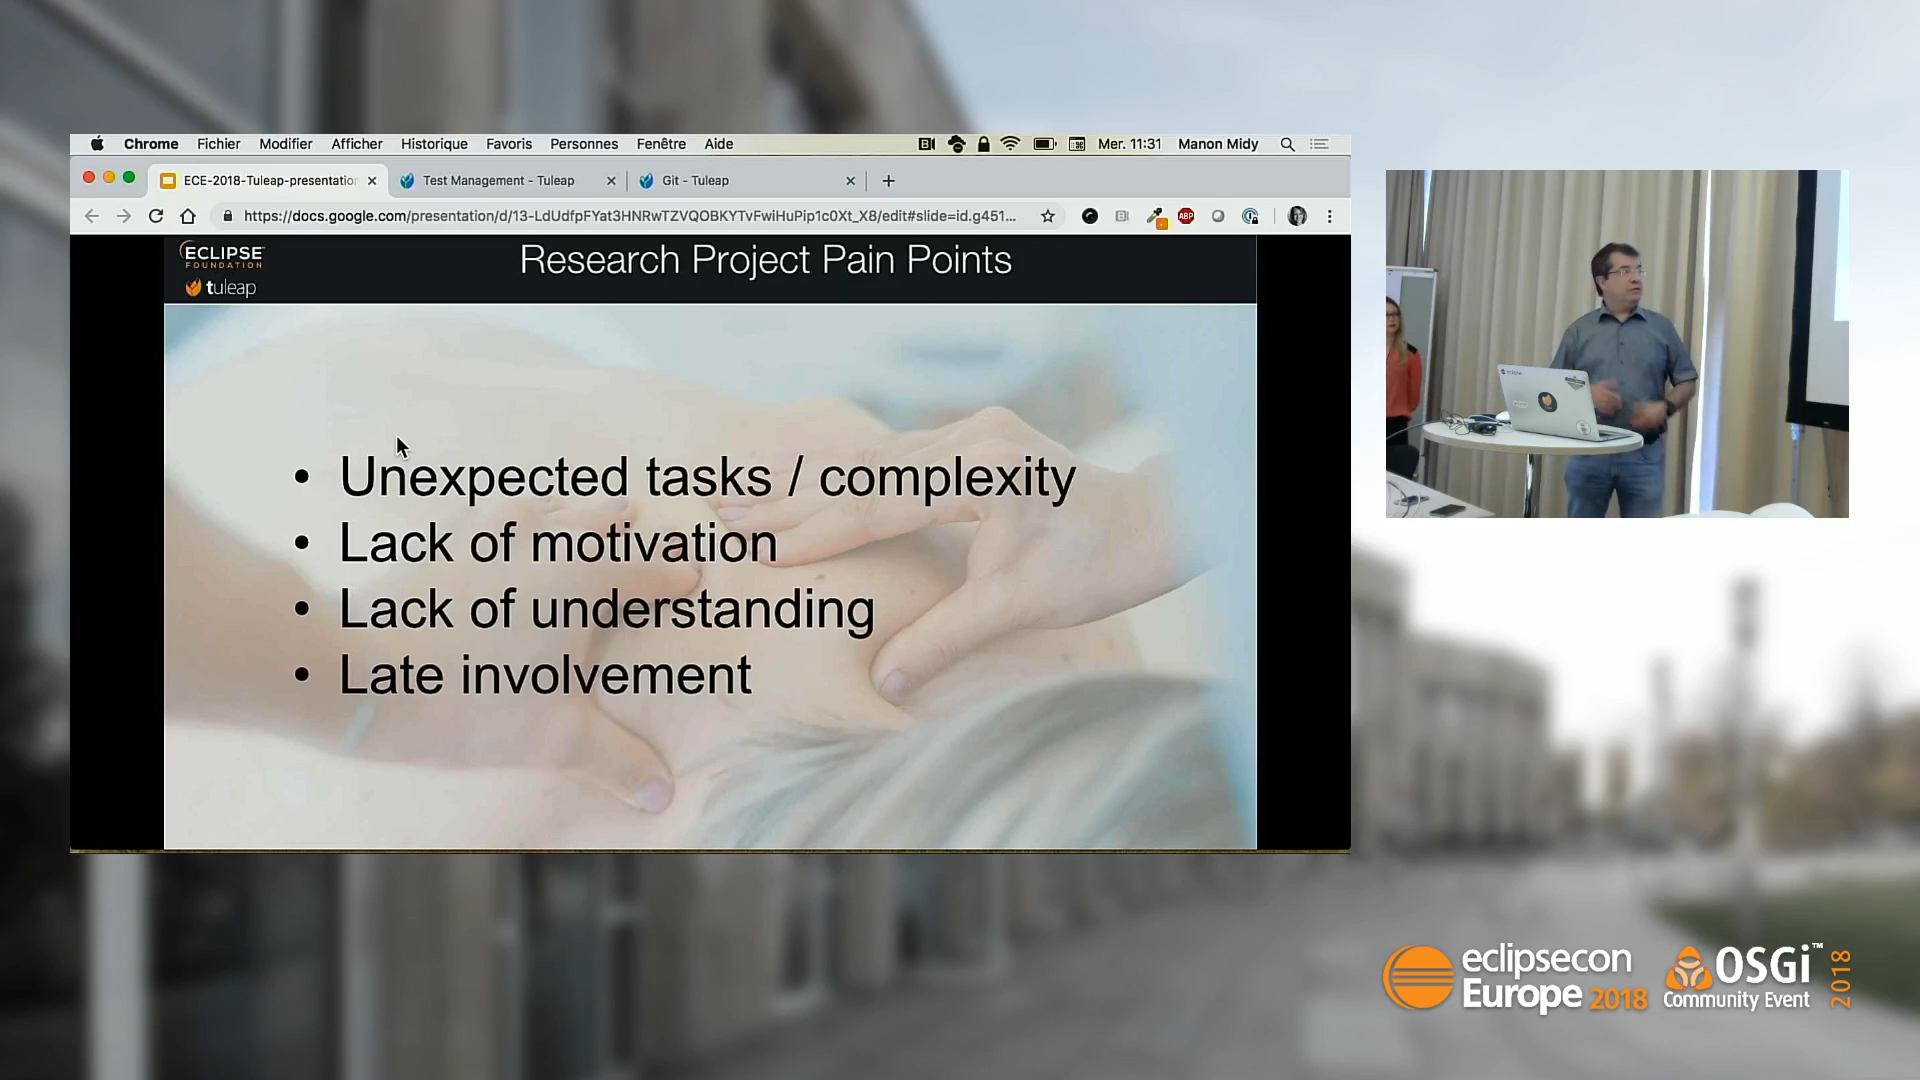 Chrome Fichier Modifier Afficher Historique Favoris Personnes Fenêtre Aide Mer. 11:31 Manon Midy
ECE-2018-Tuleap-presentation Test Management - Tuleap Git - Tuleap
https://docs.google.com/presentation/d/13-LdUdfpFYat3HNRwTZVQOBKYTvFwiHuPip1c0Xt_X8/edit#slide=id.g451...
ABP
ECLIPSE
FOUNDATION
tuleap
Research Project Pain Points
• Unexpected tasks / complexity
• Lack of motivation
• Lack of understanding
• Late involvement
eclipsecon
Europe 2018
OSGi™
Community Event
2018